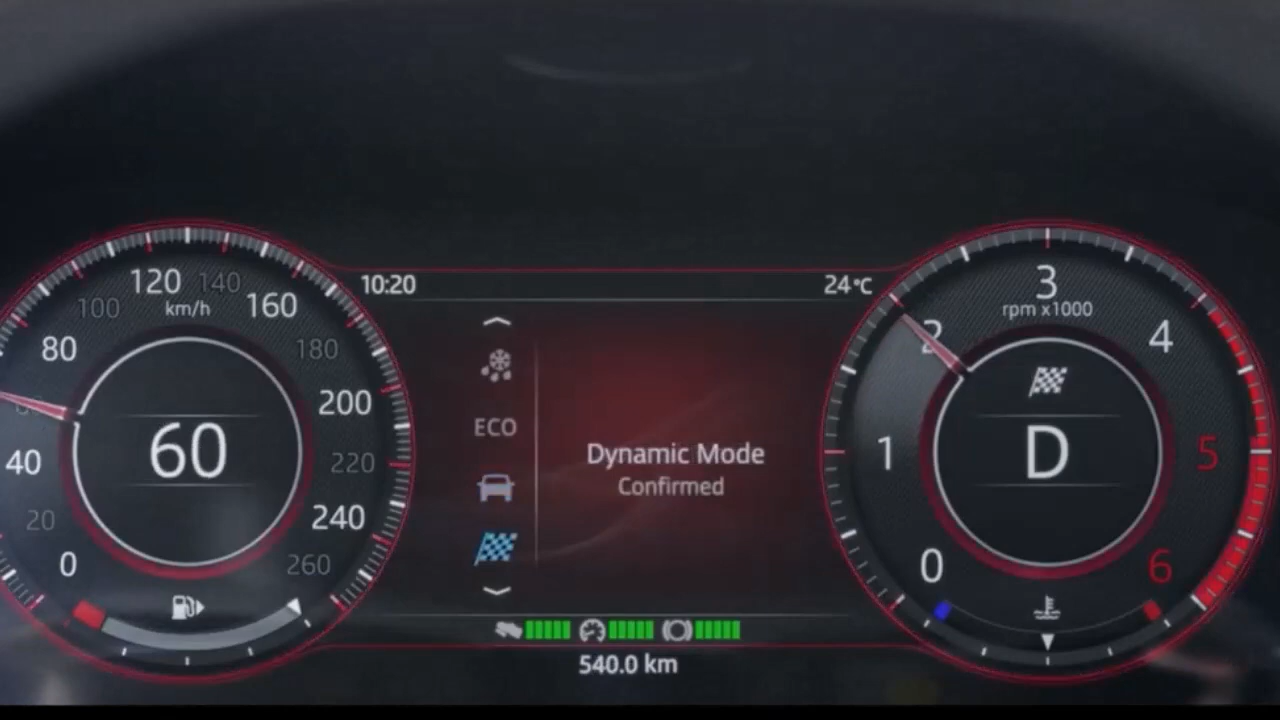 120 140
100 km/h 160
80 180
60 200
60
40 220
20 240
0 260
10:20 24°C
ECO
Dynamic Mode
Confirmed
540.0 km
3
rpm x1000
2 4
1 D 5
0 6